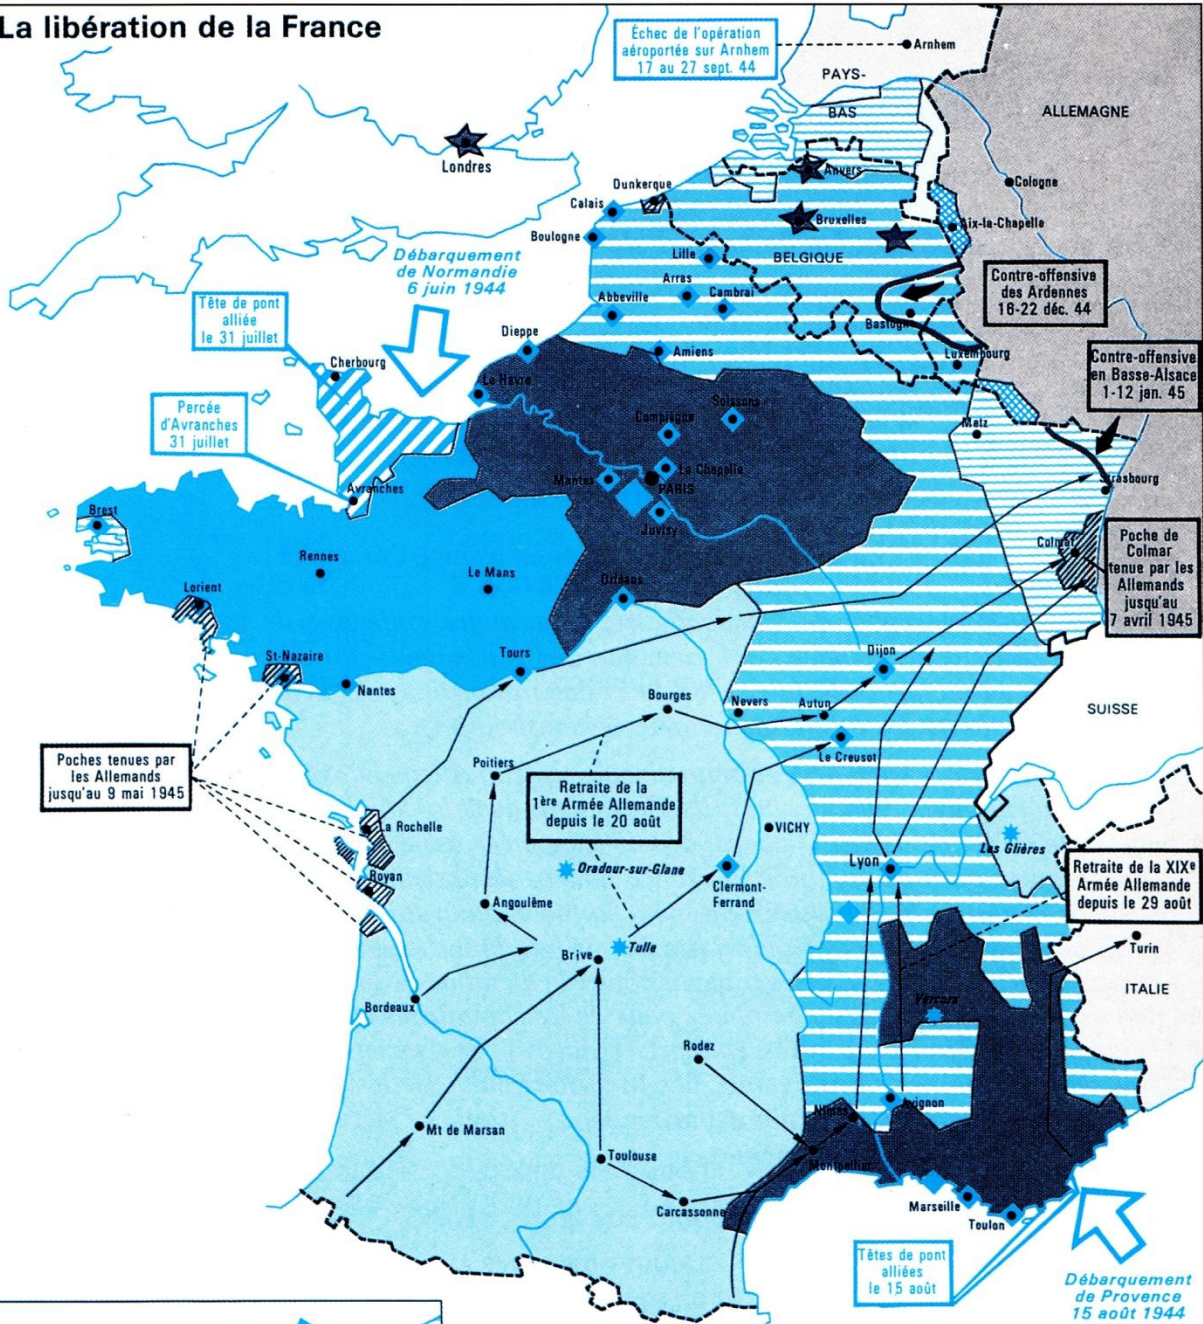 La libération de la France
Échec de l'opération
aéroportée sur Arnhem
17 au 27 sept. 44
Arnhem
PAYS-
BAS
ALLEMAGNE
Londres
Cologne
Dunkerque
Anvers
Calais
Bruxelles
Aix-la-Chapelle
Boulogne
Lille
BELGIQUE
Débarquement
de Normandie
6 juin 1944
Arras
Abbeville
Cambrai
Contre-offensive
des Ardennes
16-22 déc. 44
Tête de pont
alliée
le 31 juillet
Bastogne
Dieppe
Amiens
Luxembourg
Cherbourg
Contre-offensive
en Basse-Alsace
1-12 jan. 45
Le Havre
Percée
d'Avranches
31 juillet
Soissons
Compiègne
Metz
La Chapelle
Mantes
PARIS
Avranches
Strasbourg
Juvisy
Brest
Colmar
Poche de
Colmar
tenue par les
Allemands
jusqu'au
7 avril 1945
Rennes
Le Mans
Lorient
Orléans
St-Nazaire
Tours
Dijon
Nantes
Bourges
Nevers
Autun
SUISSE
Le Creusot
Poches tenues par
les Allemands
jusqu'au 9 mai 1945
Poitiers
Retraite de la
1ère Armée Allemande
depuis le 20 août
La Rochelle
VICHY
Les Glières
Oradour-sur-Glane
Lyon
Royan
Clermont-
Ferrand
Retraite de la XIXe
Armée Allemande
depuis le 29 août
Angoulême
Tulle
Brive
Turin
ITALIE
Bordeaux
Vercors
Rodez
Avignon
Nîmes
Mt de Marsan
Toulouse
Montpellier
Carcassonne
Marseille
Toulon
Têtes de pont
alliées
le 15 août
Débarquement
de Provence
15 août 1944